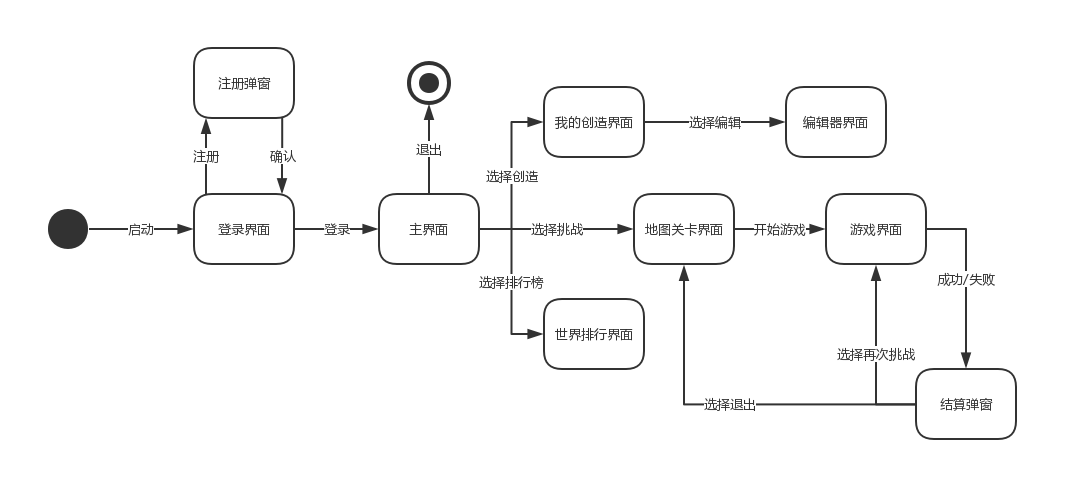 注册弹窗
注册
确认
退出
我的创造界面
选择编辑
编辑器界面
选择创造
启动
登录界面
登录
主界面
选择挑战
地图关卡界面
开始游戏
游戏界面
选择排行榜
成功/失败
世界排行界面
选择再次挑战
选择退出
结算弹窗